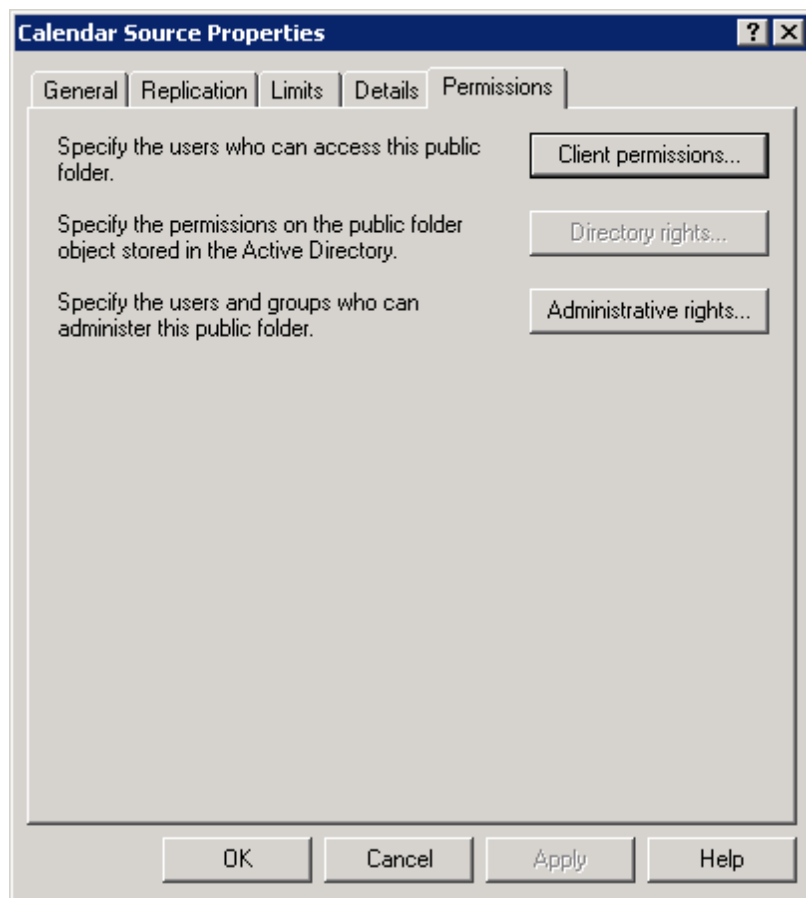 Calendar Source Properties
General Replication Limits Details Permissions
Specify the users who can access this public
folder.
Client permissions...
Specify the permissions on the public folder
object stored in the Active Directory.
Directory rights...
Specify the users and groups who can
administer this public folder.
Administrative rights...
OK Cancel Apply Help